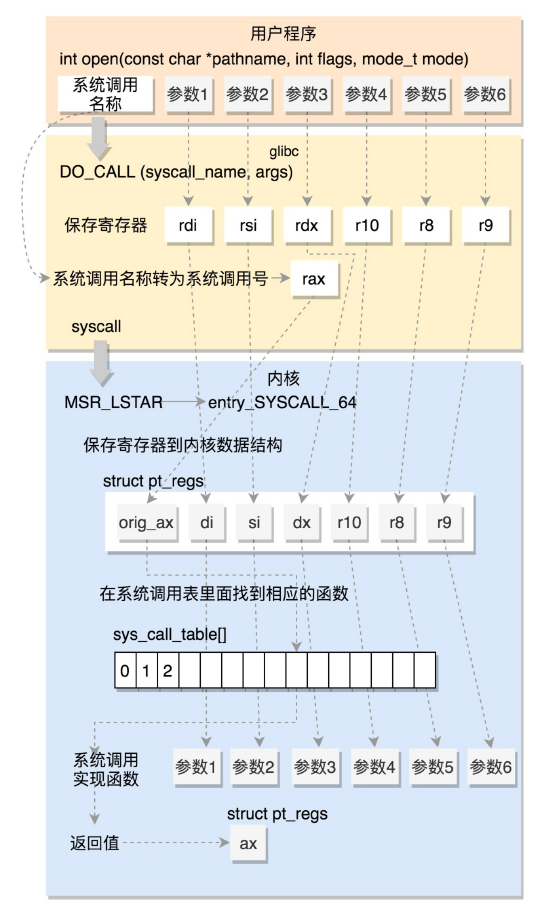 用户程序
int open(const char *pathname, int flags, mode_t mode)
系统调用
名称
参数1 参数2 参数3 参数4 参数5 参数6
glibc
DO_CALL (syscall_name, args)
保存寄存器 rdi rsi rdx r10 r8 r9
系统调用名称转为系统调用号 rax
syscall
内核
MSR_LSTAR entry_SYSCALL_64
保存寄存器到内核数据结构
struct pt_regs
orig_ax di si dx r10 r8 r9
在系统调用表里面找到相应的函数
sys_call_table[]
0 1 2
系统调用
实现函数
参数1 参数2 参数3 参数4 参数5 参数6
struct pt_regs
返回值 ax